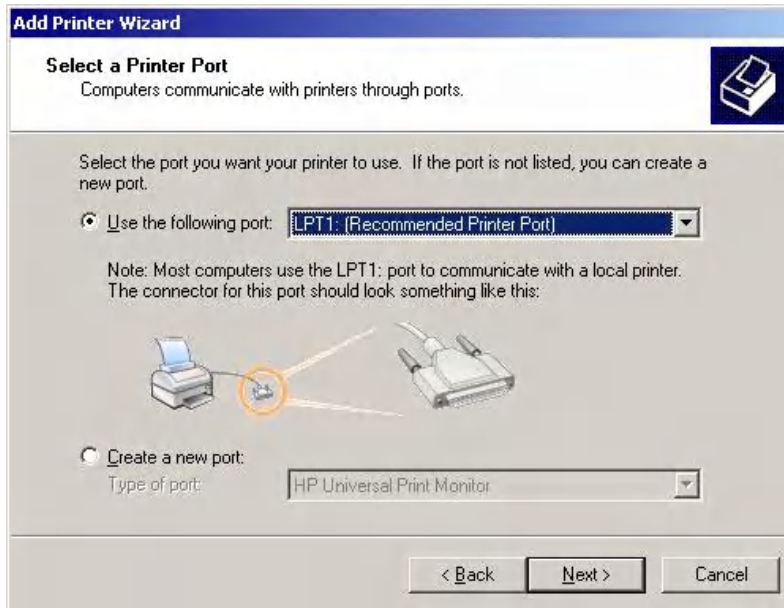 Add Printer Wizard
Select a Printer Port
Computers communicate with printers through ports.
Select the port you want your printer to use. If the port is not listed, you can create a
new port.
Use the following port: LPT1: (Recommended Printer Port)
Note: Most computers use the LPT1: port to communicate with a local printer.
The connector for this port should look something like this:
Create a new port:
Type of port: HP Universal Print Monitor
< Back Next > Cancel